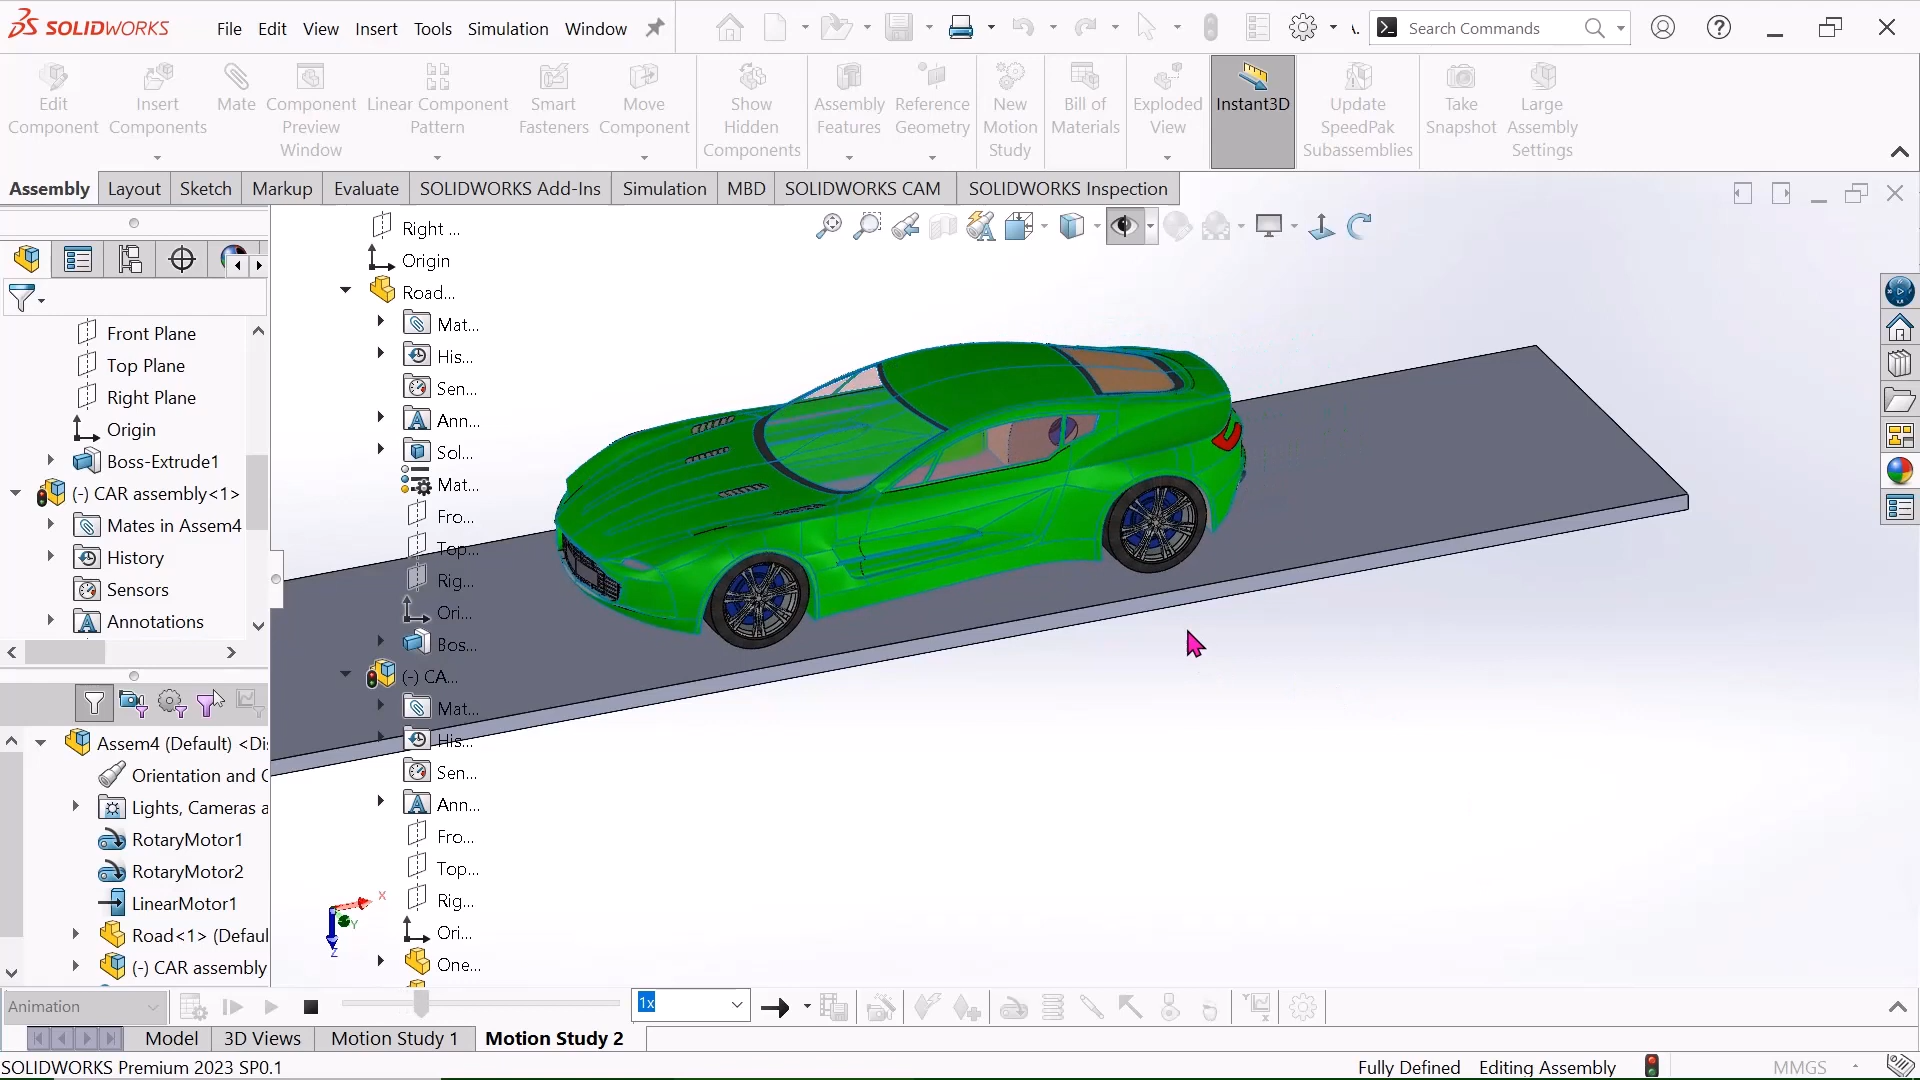 SOLIDWORKS File Edit View Insert Tools Simulation Window Search Commands
Edit Component
Insert Components
Mate
Component Preview Window
Linear Component Pattern
Smart Fasteners
Move Component
Show Hidden Components
Assembly Features
Reference Geometry
New Motion Study
Bill of Materials
Exploded View
Instant3D
Update SpeedPak Subassemblies
Take Snapshot
Large Assembly Settings
Assembly Layout Sketch Markup Evaluate SOLIDWORKS Add-Ins Simulation MBD SOLIDWORKS CAM SOLIDWORKS Inspection
Front Plane
Top Plane
Right Plane
Origin
Boss-Extrude1
(-) CAR assembly<1>
Mates in Assem4
History
Sensors
Annotations
Assem4 (Default) <Di
Orientation and C
Lights, Cameras a
RotaryMotor1
RotaryMotor2
LinearMotor1
Road<1> (Defaul
(-) CAR assembly
Right ...
Origin
Road...
Mat...
His...
Sen...
Ann...
Sol...
Mat...
Fro...
Top...
Rig...
Ori...
Bos...
(-) CA...
Mat...
His...
Sen...
Ann...
Fro...
Top...
Rig...
Ori...
One...
X
Y
Z
Animation 1x
Model 3D Views Motion Study 1 Motion Study 2
SOLIDWORKS Premium 2023 SP0.1 Fully Defined Editing Assembly MMGS